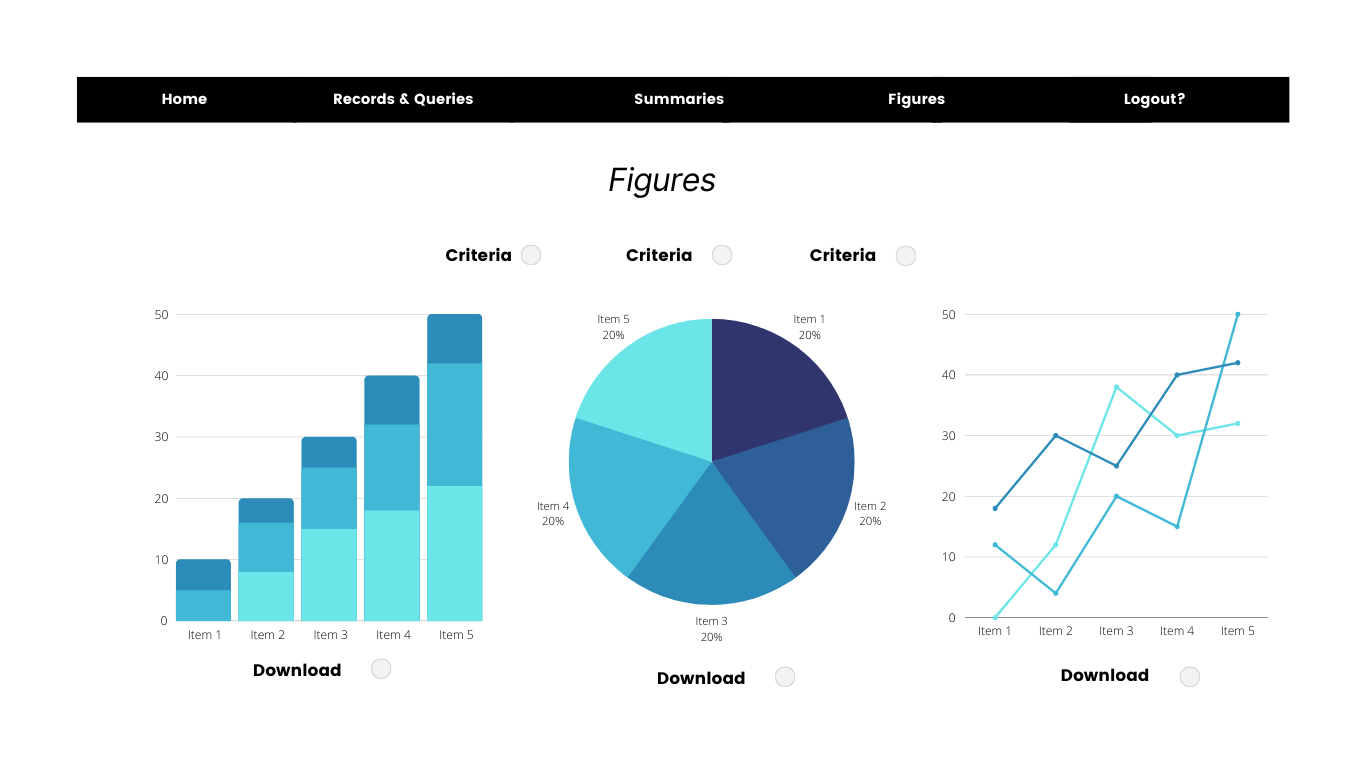 Home Records & Queries Summaries Figures Logout?
Figures
Criteria Criteria Criteria
50
40
30
20
10
0
Item 1 Item 2 Item 3 Item 4 Item 5
Download
Item 5
20%
Item 1
20%
Item 4
20%
Item 2
20%
Item 3
20%
Download
50
40
30
20
10
0
Item 1 Item 2 Item 3 Item 4 Item 5
Download